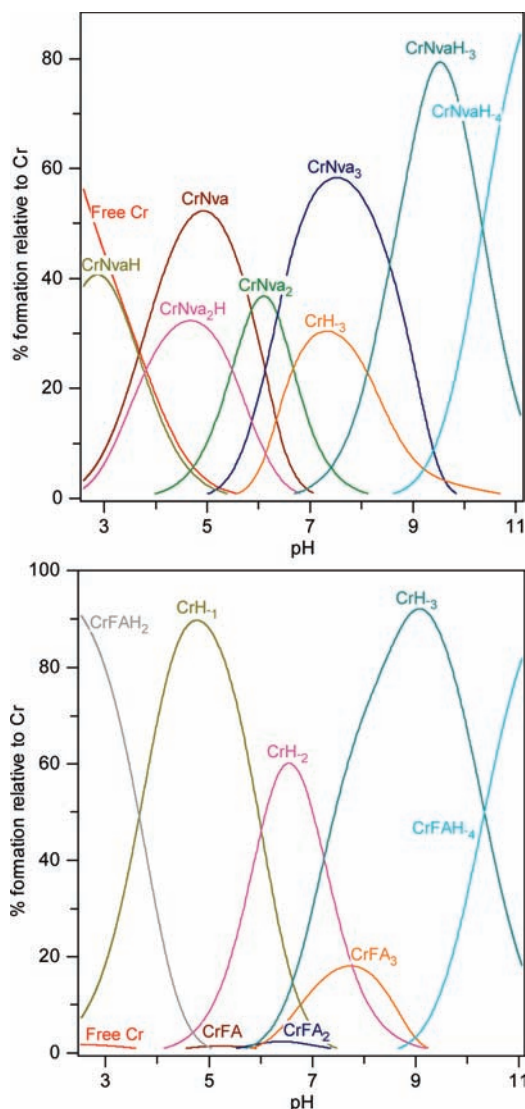 80
60
40
20
0
% formation relative to Cr
Free Cr
CrNvaH
CrNva
CrNva₂H
CrNva₂
CrNva₃
CrH₋₃
CrNvaH₋₃
CrNvaH₋₄
3 5 7 9 11
pH
100
80
60
40
20
0
% formation relative to Cr
CrFAH₂
CrH₋₁
CrH₋₂
CrH₋₃
CrFAH₋₄
CrFA₃
Free Cr
CrFA
CrFA₂
3 5 7 9 11
pH